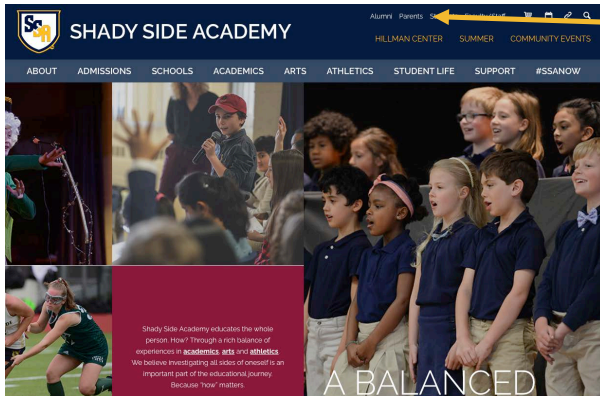 SSA
SHADY SIDE ACADEMY
Alumni Parents
HILLMAN CENTER SUMMER COMMUNITY EVENTS
ABOUT ADMISSIONS SCHOOLS ACADEMICS ARTS ATHLETICS STUDENT LIFE SUPPORT #SSANOW
Shady Side Academy educates the whole
person. How? Through a rich balance of
experiences in academics, arts and athletics.
We believe investigating all sides of oneself is an
important part of the educational journey.
Because "how" matters.
A BALANCED